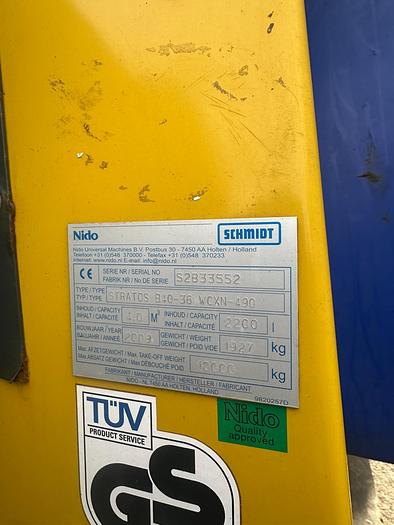 Nido SCHMIDT
Nido Universal Machines B.V. Postbus 30 - 7450 AA Holten / Holland
Telefoon +31 (0)548 370000 - Telefax +31 (0)548 370233
Internet: www.nido.nl E-mail: info@nido.nl
CE SERIE NR / SERIAL NO
FABRIK NR / No DE SERIE S2B33552
TYPE / TYPE/
TYP / TYPE STRATOS B40-36 WCXN-490
INHOUD / CAPACITY
INHALT / CAPACITÉ 4.0 M³ INHOUD / CAPACITY
INHALT / CAPACITÉ 2200 l
BOUWJAAR / YEAR
BAUJAHR / ANNÉE 2009 GEWICHT / WEIGHT
GEWICHT / POID VIDE 1927 kg
Max. AFZETGEWICHT / Max. TAKE-OFF WEIGHT
Max. ABSATZ GEWICHT / Max. DÉBOUCHÉ POID kg
FABRIKANT / MANUFACTURER / HERSTELLER / FABRICANT
NIDO - NL 7450 AA HOLTEN, HOLLAND
9820267D
TÜV
PRODUCT SERVICE
GS
Nido
Quality
approved